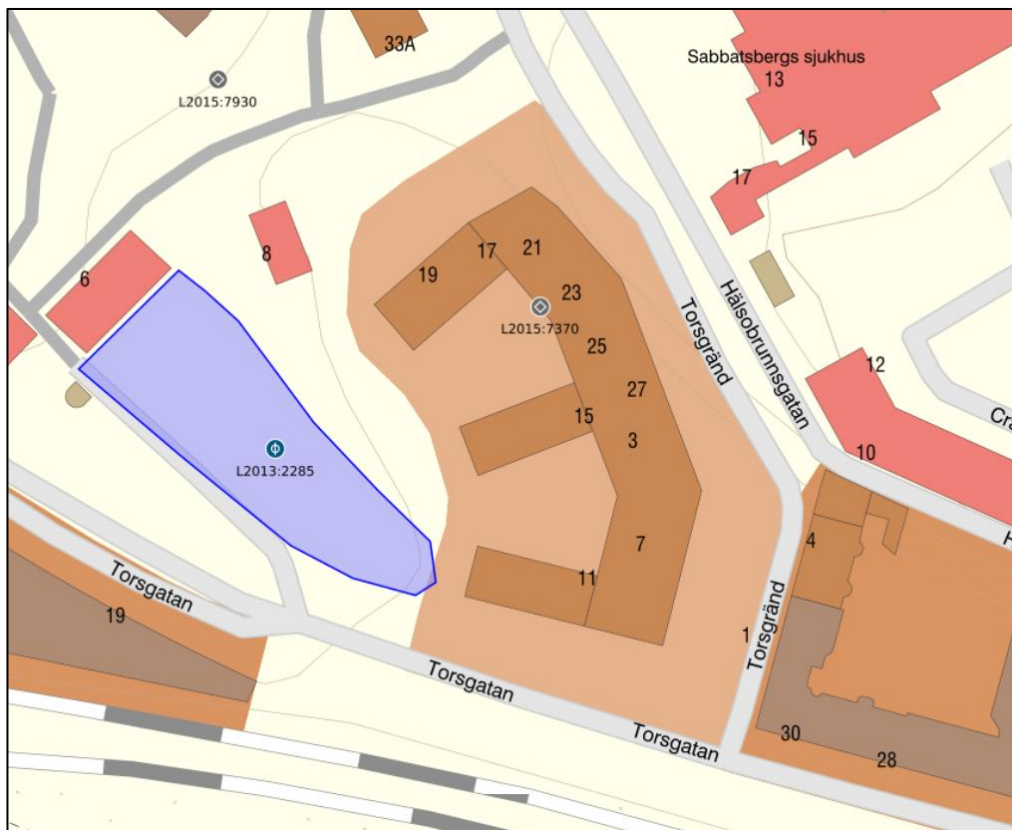 33A
Sabbatsbergs sjukhus
13
L2015:7930
15
17
6
8
17
21
19
23
L2015:7370
25
Torsgränd
Hälsobrunnsgatan
12
27
15
3
10
L2013:2285
7
4
11
Torsgatan
19
1
Torsgränd
Torsgatan
Torsgatan
30
28